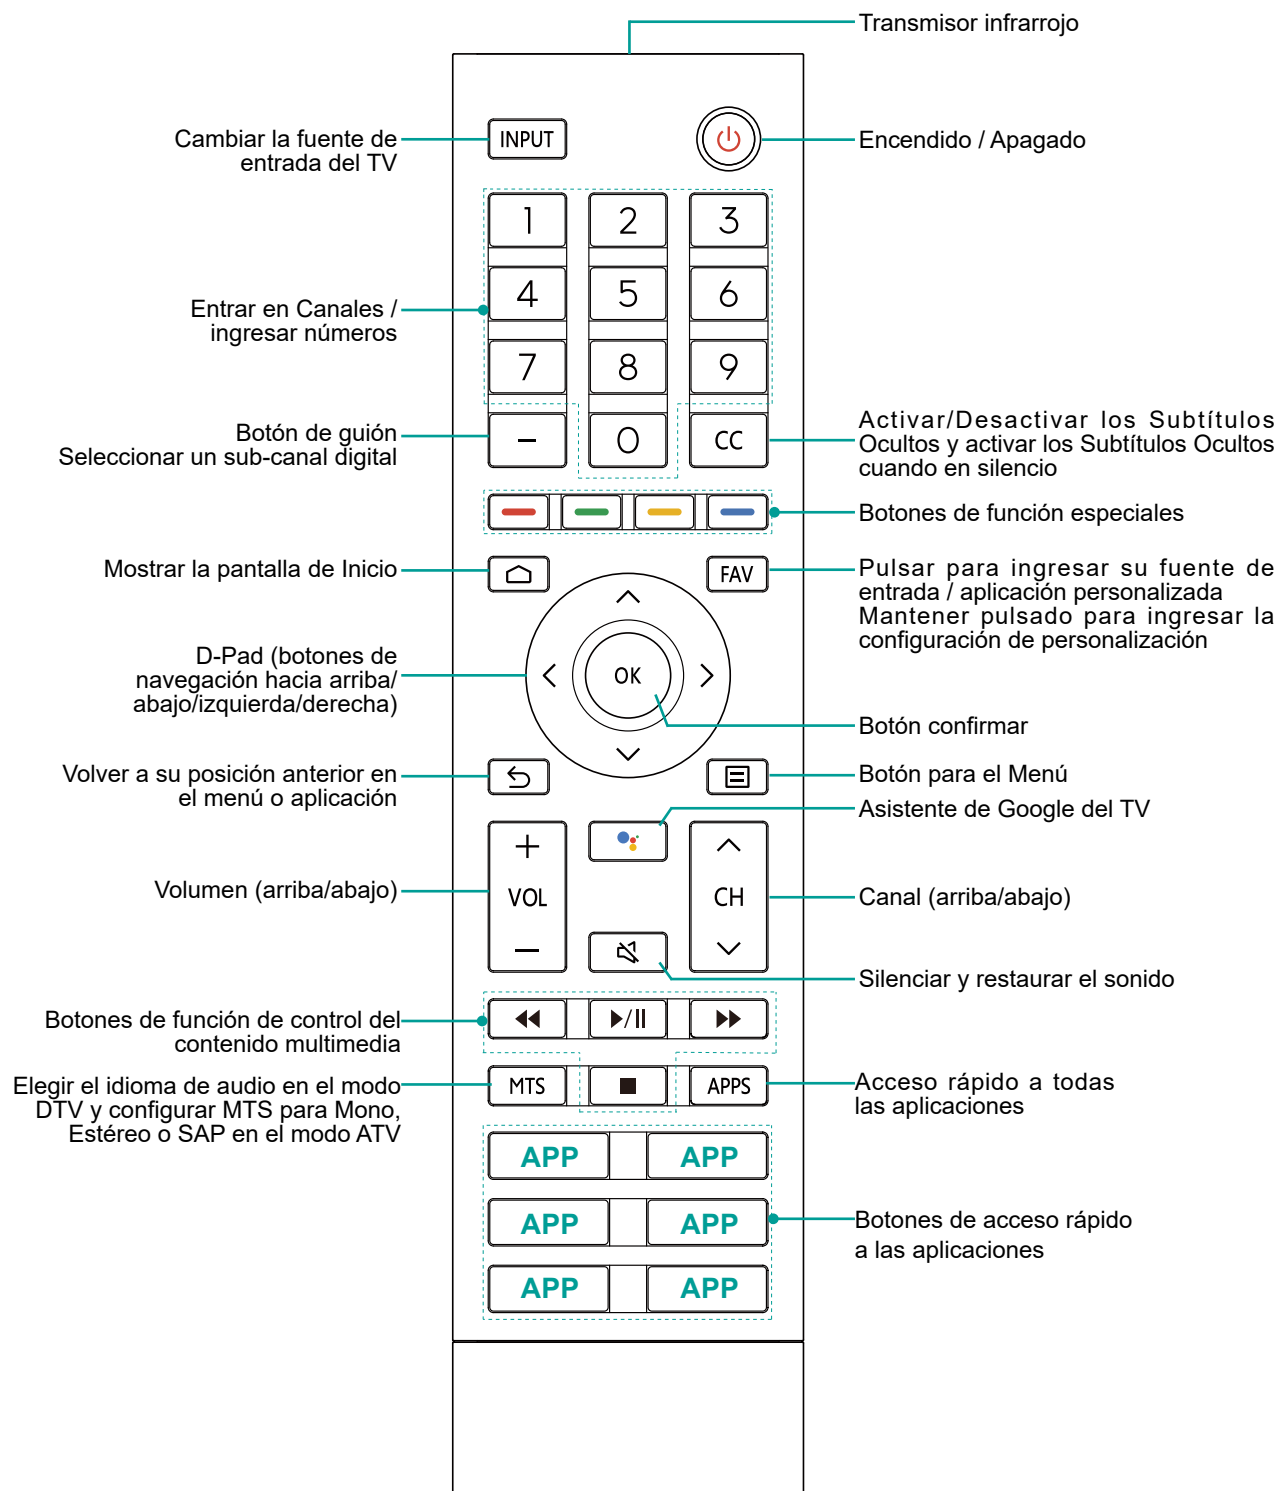 Transmisor infrarrojo
Cambiar la fuente de
entrada del TV
INPUT
Encendido / Apagado
1 2 3
4 5 6
7 8 9
Entrar en Canales /
ingresar números
Botón de guión
Seleccionar un sub-canal digital
– 0 CC
Activar/Desactivar los Subtítulos
Ocultos y activar los Subtítulos Ocultos
cuando en silencio
Botones de función especiales
Mostrar la pantalla de Inicio
FAV
Pulsar para ingresar su fuente de
entrada / aplicación personalizada
Mantener pulsado para ingresar la
configuración de personalización
D-Pad (botones de
navegación hacia arriba/
abajo/izquierda/derecha)
OK
Botón confirmar
Volver a su posición anterior en
el menú o aplicación
Botón para el Menú
Asistente de Google del TV
Volumen (arriba/abajo)
+
VOL
–
CH
Canal (arriba/abajo)
Silenciar y restaurar el sonido
Botones de función de control del
contenido multimedia
Elegir el idioma de audio en el modo
DTV y configurar MTS para Mono,
Estéreo o SAP en el modo ATV
MTS
APPS
Acceso rápido a todas
las aplicaciones
APP APP
APP APP
APP APP
Botones de acceso rápido
a las aplicaciones